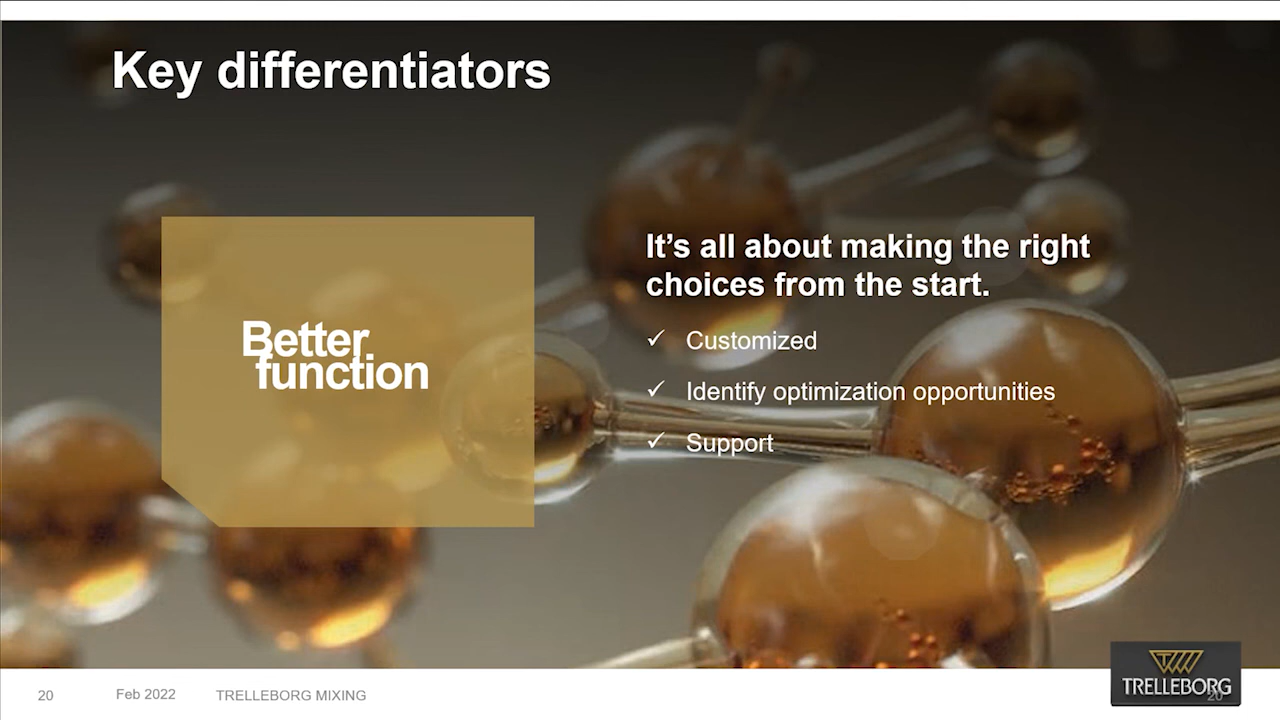 Key differentiators
Better
function
It’s all about making the right
choices from the start.
✓ Customized
✓ Identify optimization opportunities
✓ Support
20
Feb 2022
TRELLEBORG MIXING
TRELLEBORG
20